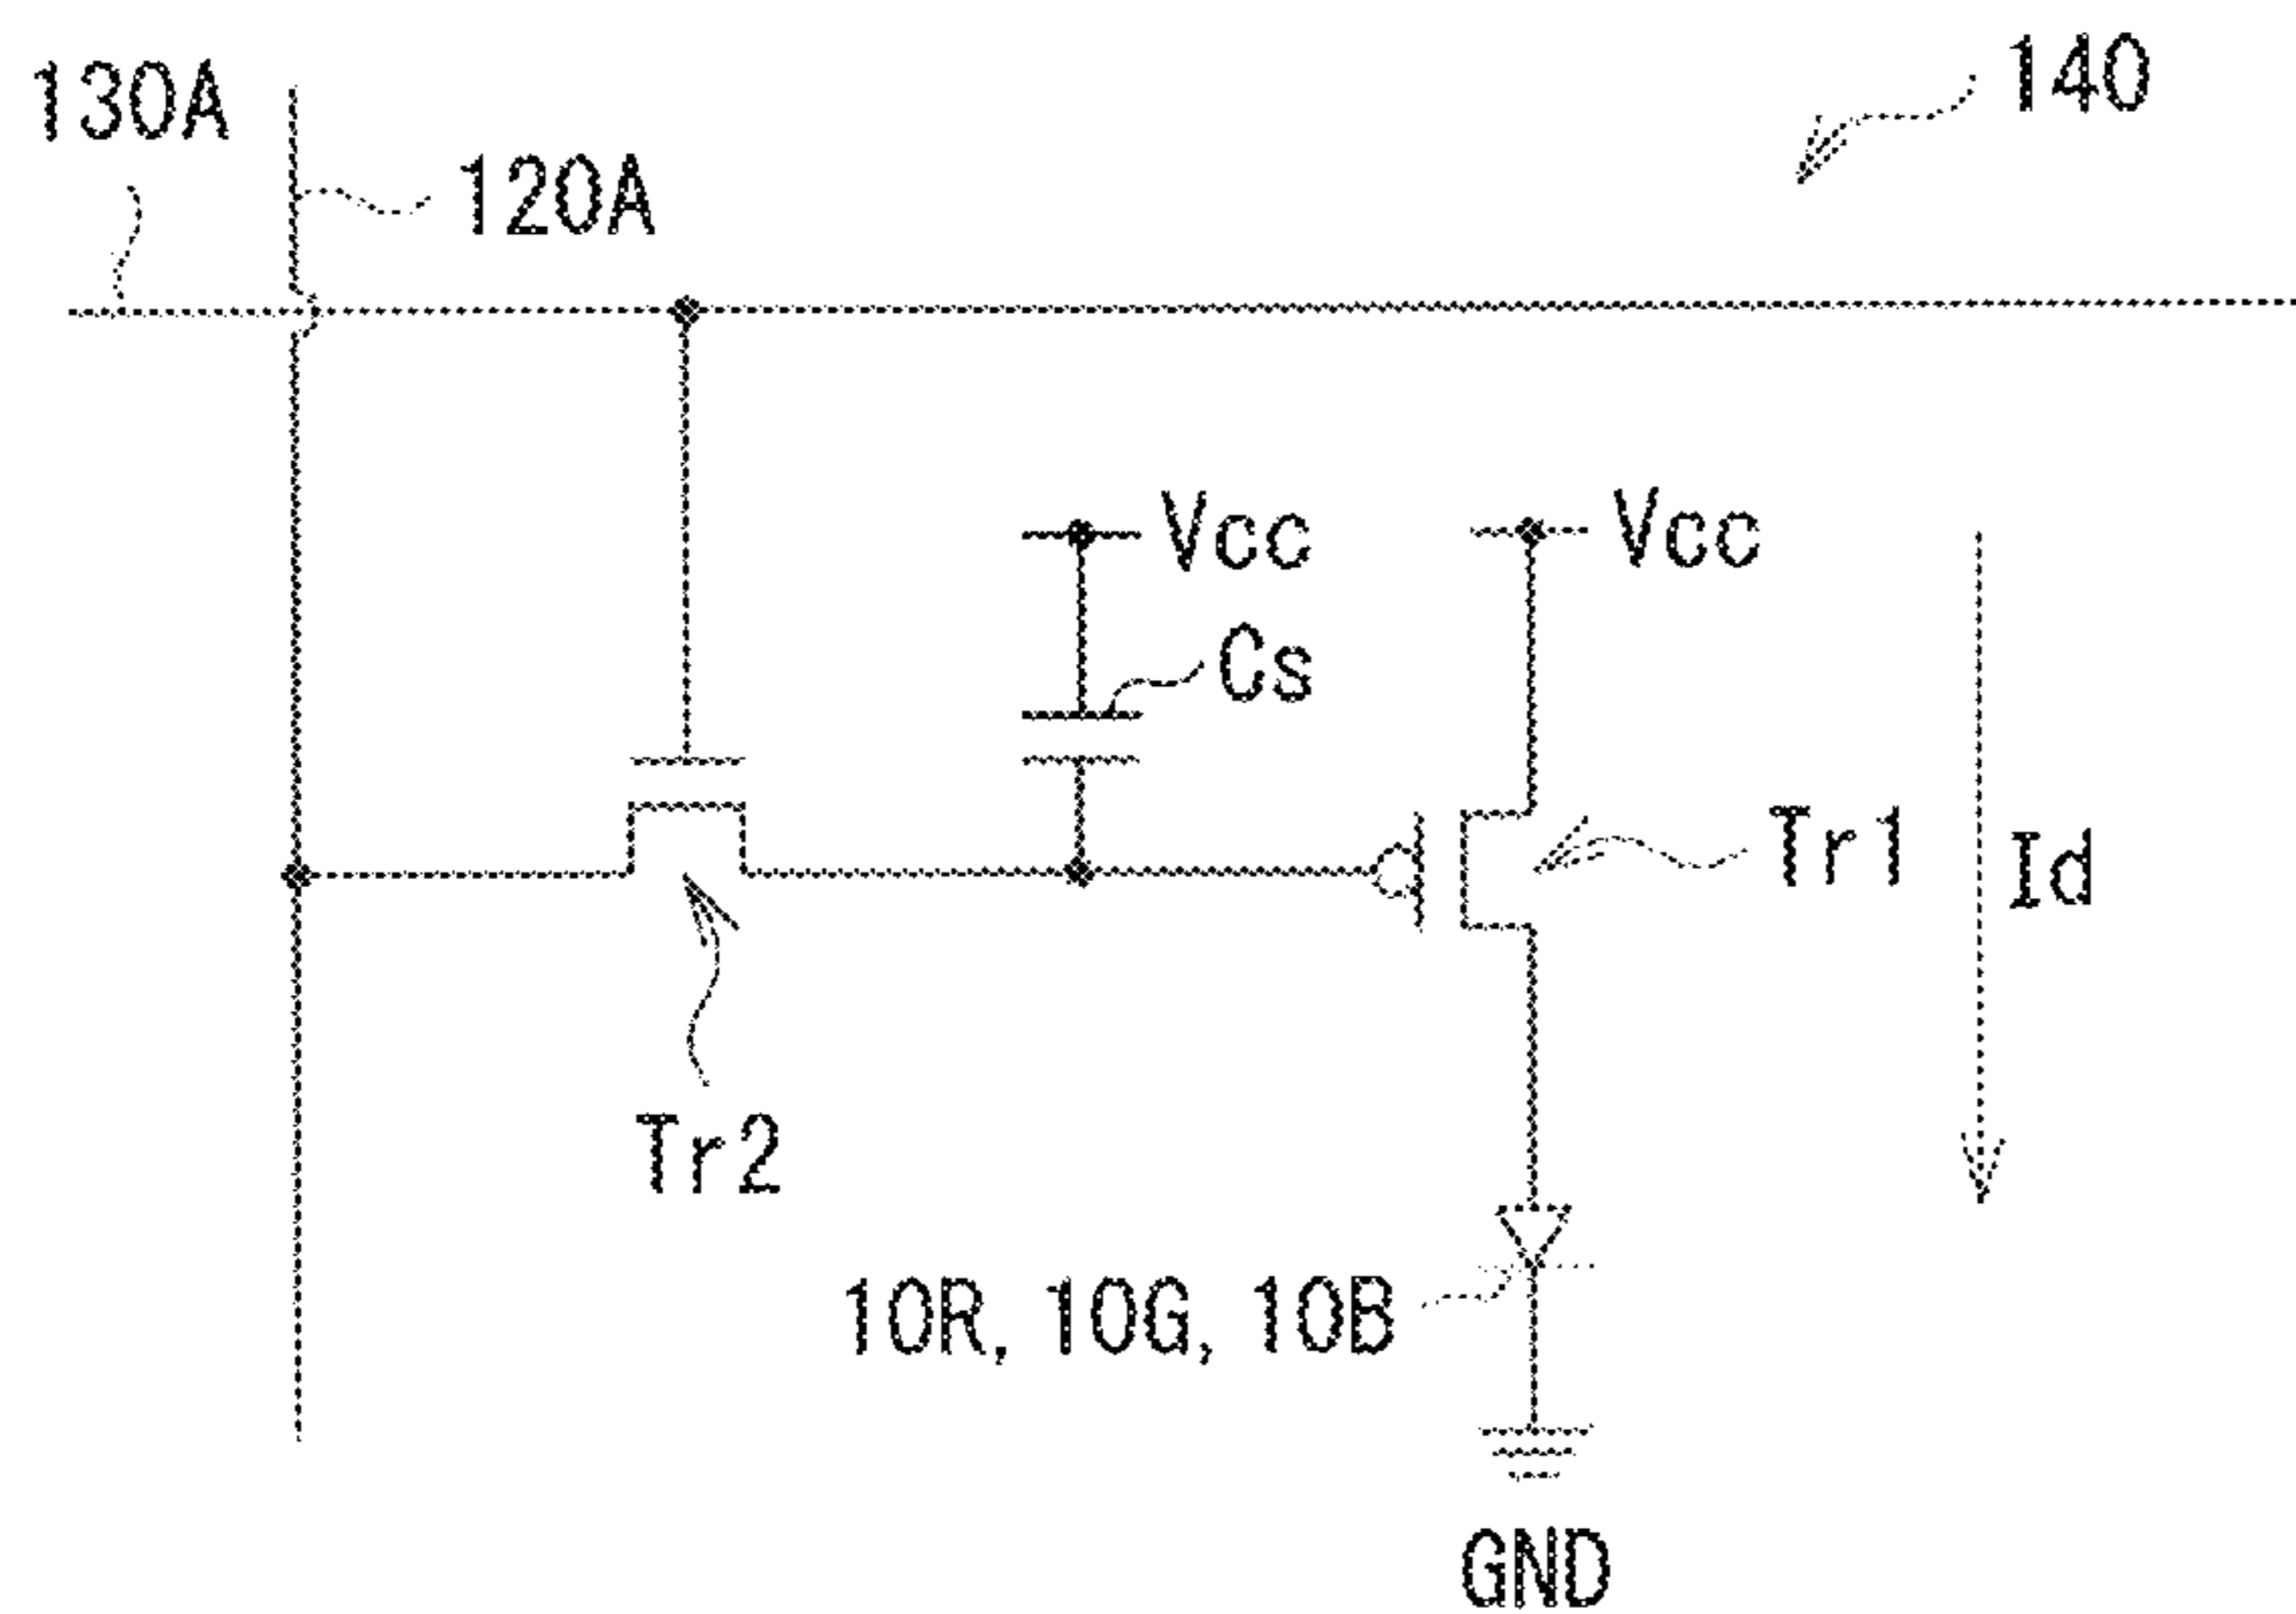 130A
120A
140
Vcc
Vcc
Cs
Tr1
Id
Tr2
10R, 10G, 10B
GND